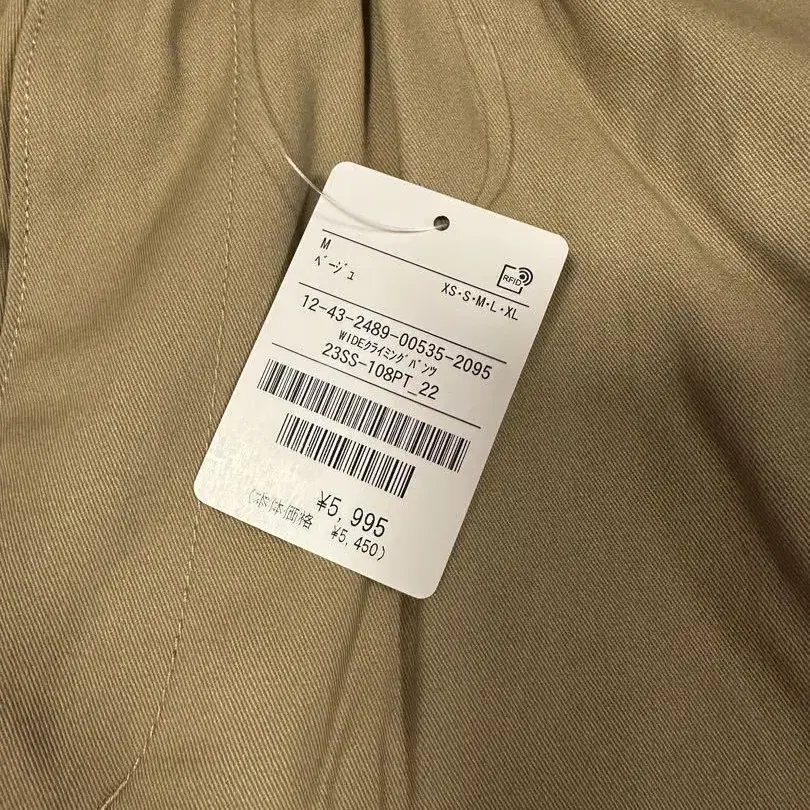 M
ベージュ
RFID
XS・S・M・L・XL
12-43-2489-00535-2095
WIDEクライミングパンツ
23SS-108PT_22
¥5,995
(本体価格 ¥5,450)